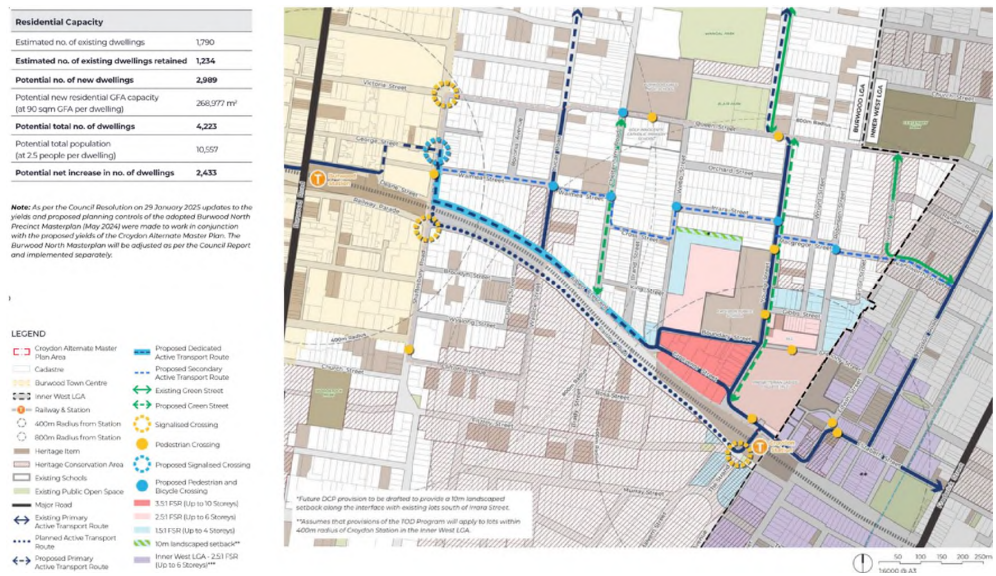 Residential Capacity
Estimated no. of existing dwellings 1,790
Estimated no. of existing dwellings retained 1,234
Potential no. of new dwellings 2,989
Potential new residential GFA capacity
(at 90 sqm GFA per dwelling) 268,977 m²
Potential total no. of dwellings 4,223
Potential total population
(at 2.5 people per dwelling) 10,557
Potential net increase in no. of dwellings 2,433
Note: As per the Council Resolution on 29 January 2025 updates to the
yields and proposed planning controls of the adopted Burwood North
Precinct Masterplan (May 2024) were made to work in conjunction
with the proposed yields of the Croydon Alternate Master Plan. The
Burwood North Masterplan will be adjusted as per the Council Report
and implemented separately.
LEGEND
Croydon Alternate Master
Plan Area
Cadastre
Burwood Town Centre
Inner West LGA
T Railway & Station
400m Radius from Station
800m Radius from Station
Heritage Item
Heritage Conservation Area
Existing Schools
Existing Public Open Space
Major Road
Existing Primary
Active Transport Route
Planned Active Transport
Route
Proposed Primary
Active Transport Route
Proposed Dedicated
Active Transport Route
Proposed Secondary
Active Transport Route
Existing Green Street
Proposed Green Street
Signalised Crossing
Pedestrian Crossing
Proposed Signalised Crossing
Proposed Pedestrian and
Bicycle Crossing
3.5:1 FSR (Up to 10 Storeys)
2.5:1 FSR (Up to 6 Storeys)
1.5:1 FSR (Up to 4 Storeys)
10m landscaped setback**
Inner West LGA - 2.5:1 FSR
(Up to 6 Storeys)***
Victoria Street
George Street
Railway Parade
Queen Street
800m Radius
BURWOOD LGA
INNER WEST LGA
Orchard Street
T
400m Radius
T
*Future DCP provision to be drafted to provide a 10m landscaped
setback along the interface with existing lots south of Irrara Street.
**Assumes that provisions of the TOD Program will apply to lots within
400m radius of Croydon Station in the Inner West LGA.
50 100 150 200 250m
1:6000 @ A3